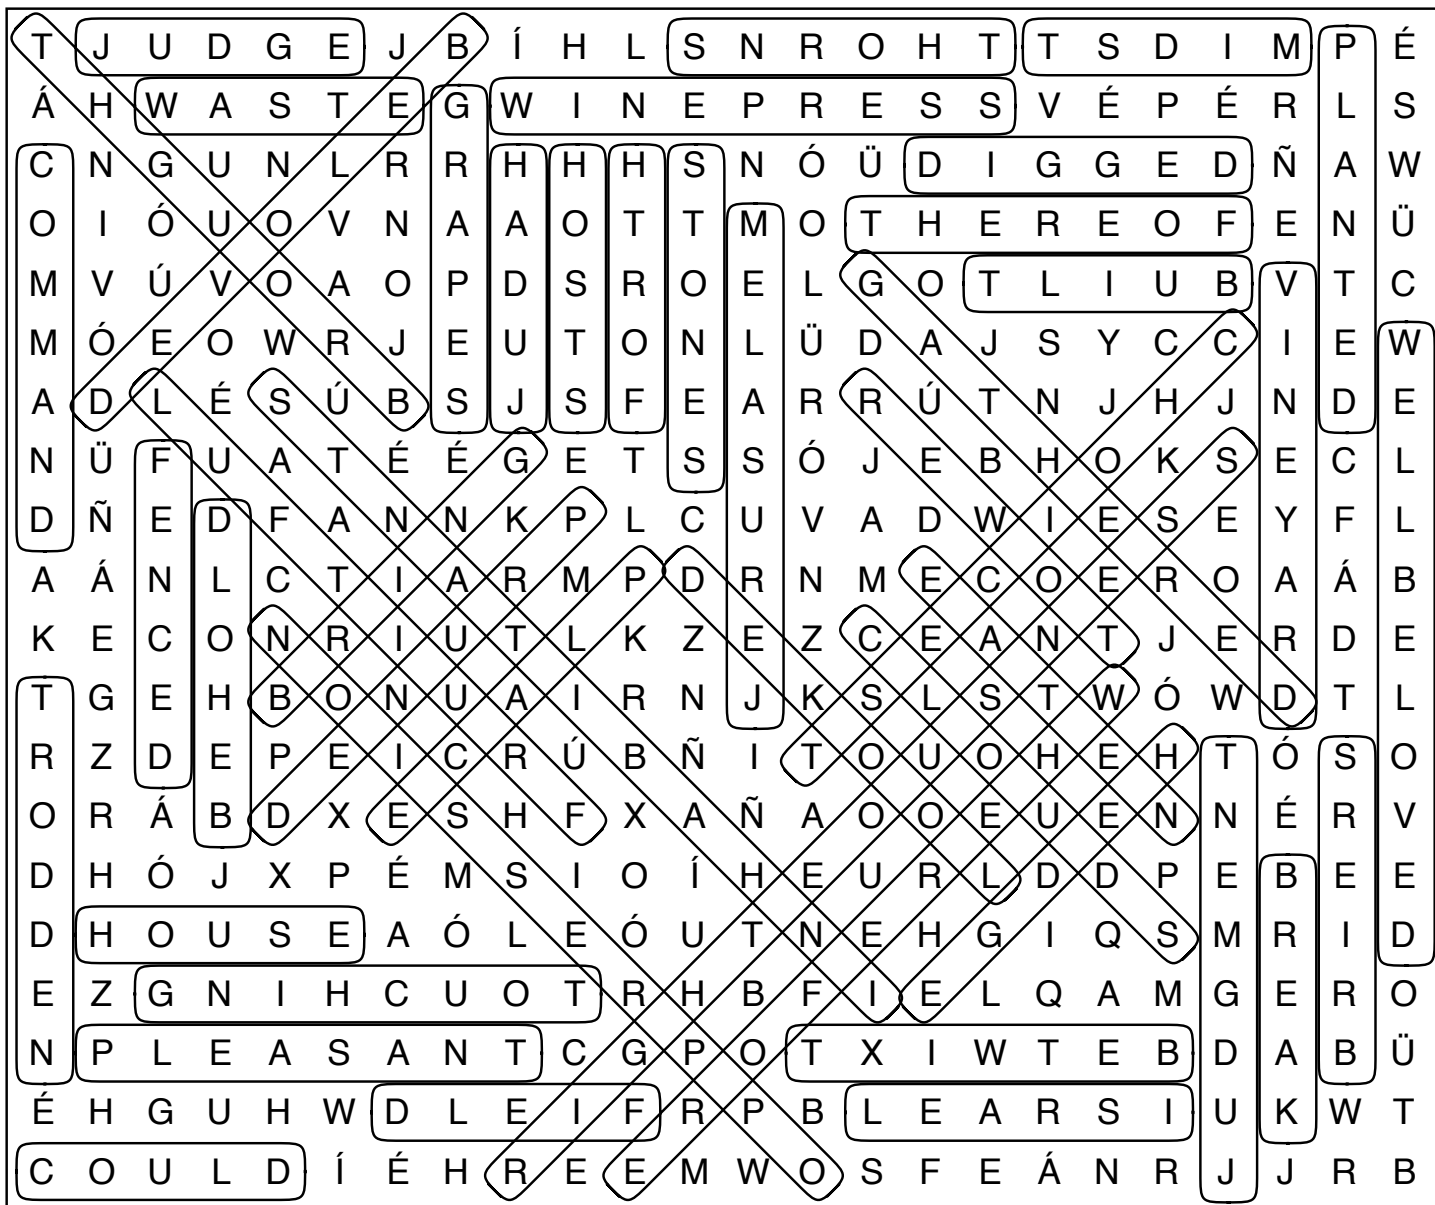 T J U D G E J B Í H L S N R O H T T S D I M P É
Á H W A S T E G W I N E P R E S S V É P É R L S
C N G U N L R R H H H S N Ó Ü D I G G E D Ñ A W
O I Ó U O V N A A O T T M O T H E R E O F E N Ü
M V Ú V O A O P D S R O E L G O T L I U B V T C
M Ó E O W R J E U T O N L Ü D A J S Y C C I E W
A D L É S Ú B S J S F E A R R Ú T N J H J N D E
N Ü F U A T É É G E T S S Ó J E B H O K S E C L
D Ñ E D F A N N K P L C U V A D W I E S E Y F L
A Á N L C T I A R M P D R N M E C O E R O A Á B
K E C O N R I U T L K Z E Z C E A N T J E R D E
T G E H B O N U A I R N J K S L S T W Ó W D T L
R Z D E P E I C R Ú B Ñ I T O U O H E H T Ó S O
O R Á B D X E S H F X A Ñ A O O E U E N N É R V
D H Ó J X P É M S I O Í H E U R L D D P E B E E
D H O U S E A Ó L E Ó U T N E H G I Q S M R I D
E Z G N I H C U O T R H B F I E L Q A M G E R O
N P L E A S A N T C G P O T X I W T E B D A B Ü
É H G U H W D L E I F R P B L E A R S I U K W T
C O U L D Í É H R E E M W O S F E Á N R J J R B